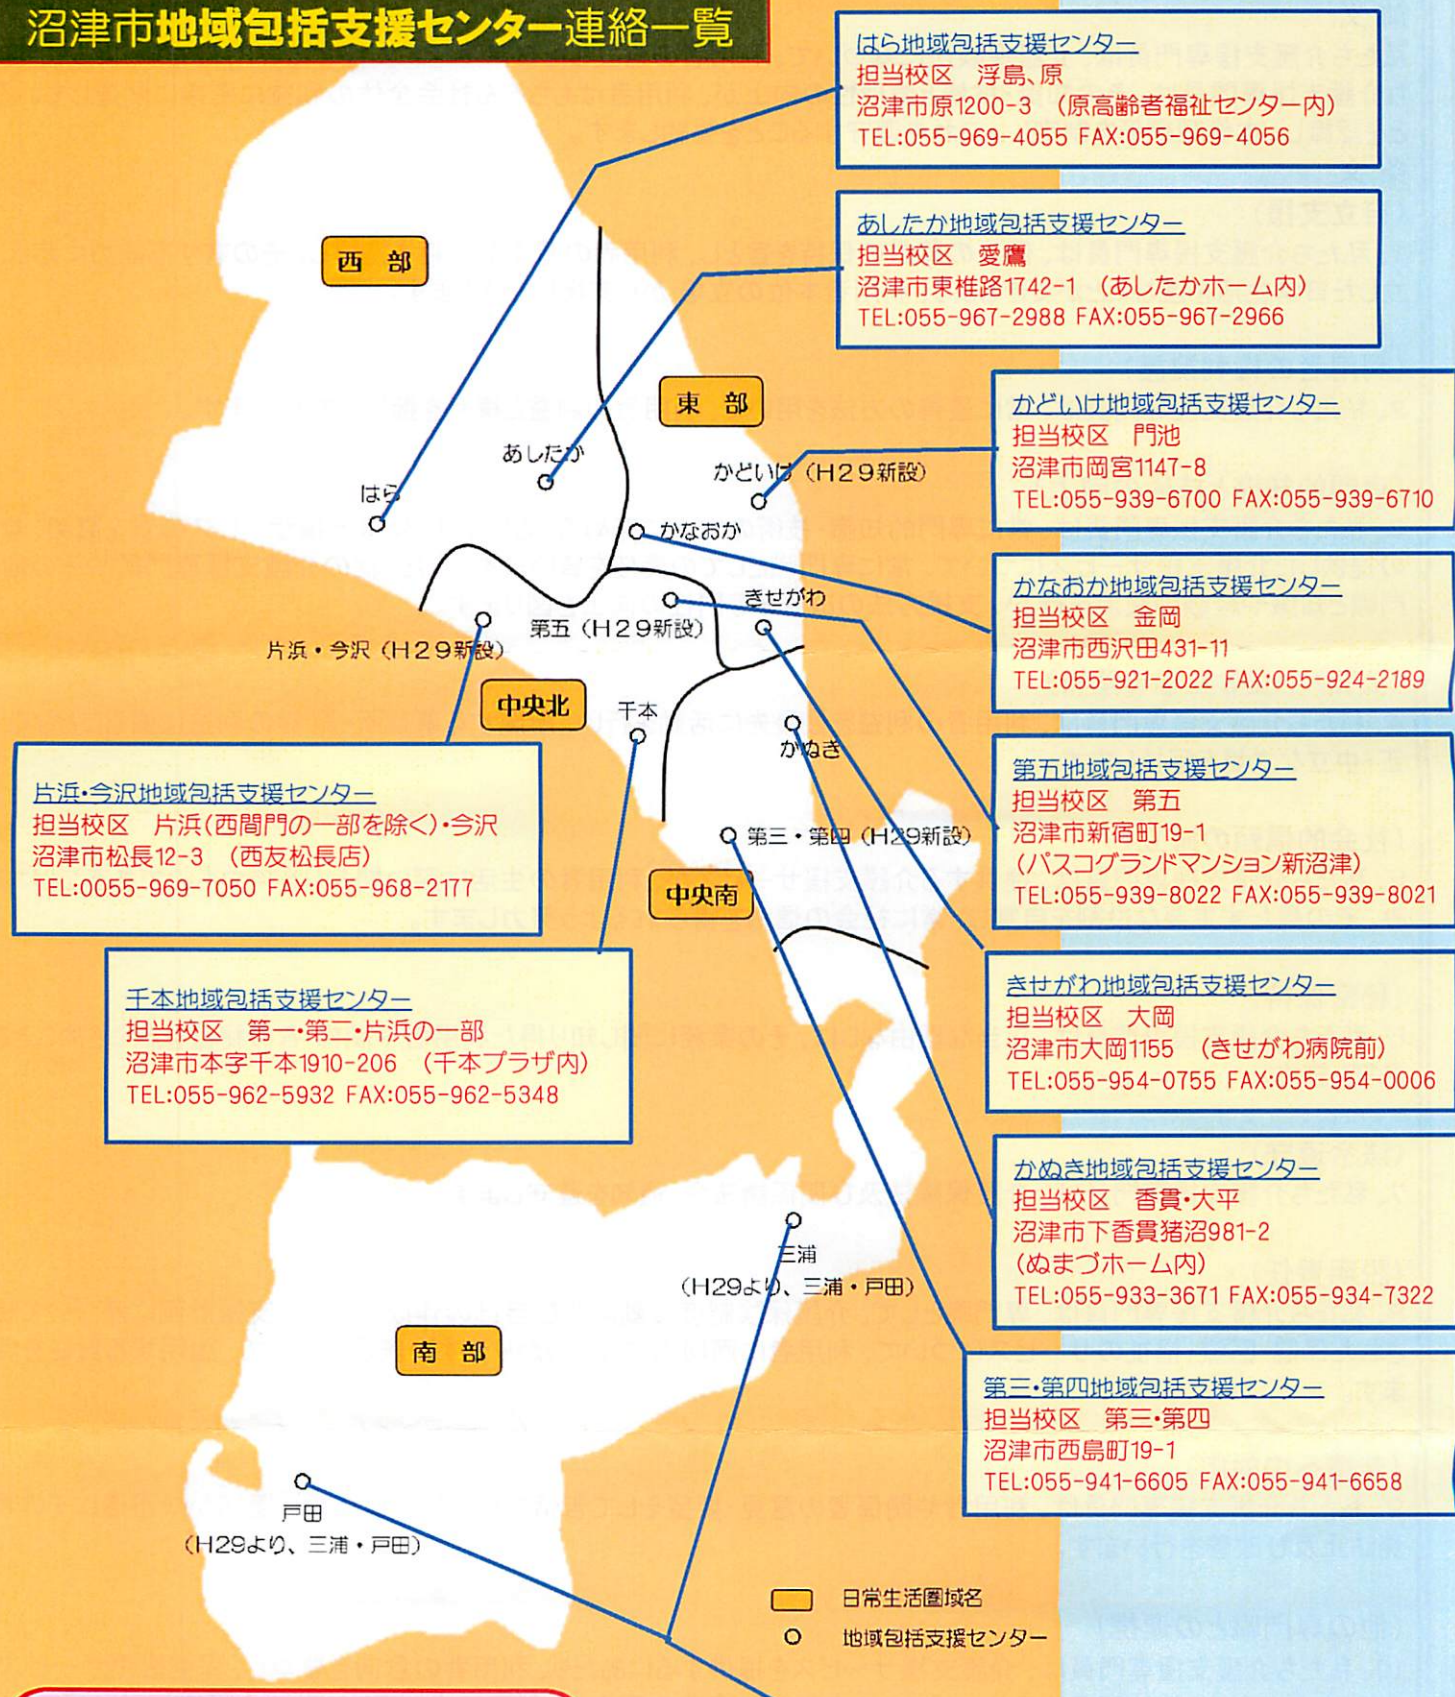 沼津市地域包括支援センター連絡一覧
はら地域包括支援センター
担当校区 浮島、原
沼津市原1200-3 (原高齢者福祉センター内)
TEL:055-969-4055 FAX:055-969-4056
あしたか地域包括支援センター
担当校区 愛鷹
沼津市東椎路1742-1 (あしたかホーム内)
TEL:055-967-2988 FAX:055-967-2966
西 部
東 部
かどいけ地域包括支援センター
担当校区 門池
沼津市岡宮1147-8
TEL:055-939-6700 FAX:055-939-6710
あしたか
かどいけ(H29新設)
はら
かなおか
かなおか地域包括支援センター
担当校区 金岡
沼津市西沢田431-11
TEL:055-921-2022 FAX:055-924-2189
きせがわ
第五(H29新設)
片浜・今沢(H29新設)
中央北
千本
かぬき
第五地域包括支援センター
担当校区 第五
沼津市新宿町19-1
(パスコグランドマンション新沼津)
TEL:055-939-8022 FAX:055-939-8021
片浜・今沢地域包括支援センター
担当校区 片浜(西間門の一部を除く)・今沢
沼津市松長12-3 (西友松長店)
TEL:0055-969-7050 FAX:055-968-2177
第三・第四(H29新設)
中央南
千本地域包括支援センター
担当校区 第一・第二・片浜の一部
沼津市本字千本1910-206 (千本プラザ内)
TEL:055-962-5932 FAX:055-962-5348
きせがわ地域包括支援センター
担当校区 大岡
沼津市大岡1155 (きせがわ病院前)
TEL:055-954-0755 FAX:055-954-0006
かぬき地域包括支援センター
担当校区 香貫・大平
沼津市下香貫猪沼981-2
(ぬまづホーム内)
TEL:055-933-3671 FAX:055-934-7322
三浦
(H29より、三浦・戸田)
南 部
第三・第四地域包括支援センター
担当校区 第三・第四
沼津市西島町19-1
TEL:055-941-6605 FAX:055-941-6658
戸田
(H29より、三浦・戸田)
日常生活圏域名
地域包括支援センター